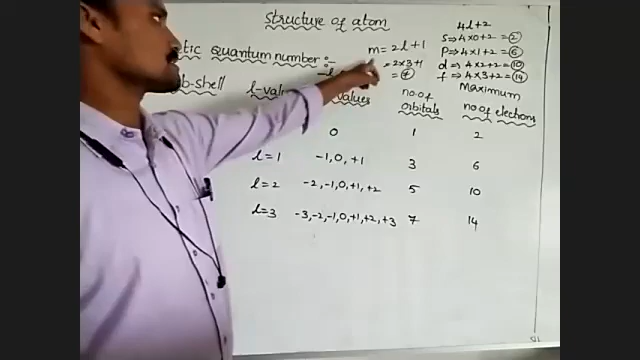 Structure of atom
etic Quantum number :-
m = 2l+1
= 2×3+1
= 7
4l+2
S⇒4×0+2=2
P⇒4×1+2=6
d⇒4×2+2=10
f⇒4×3+2=14
b-shell l-val values no.of orbitals Maximum no.of electrons
0 1 2
l=1 -1,0,+1 3 6
l=2 -2,-1,0,+1,+2 5 10
l=3 -3,-2,-1,0,+1,+2,+3 7 14